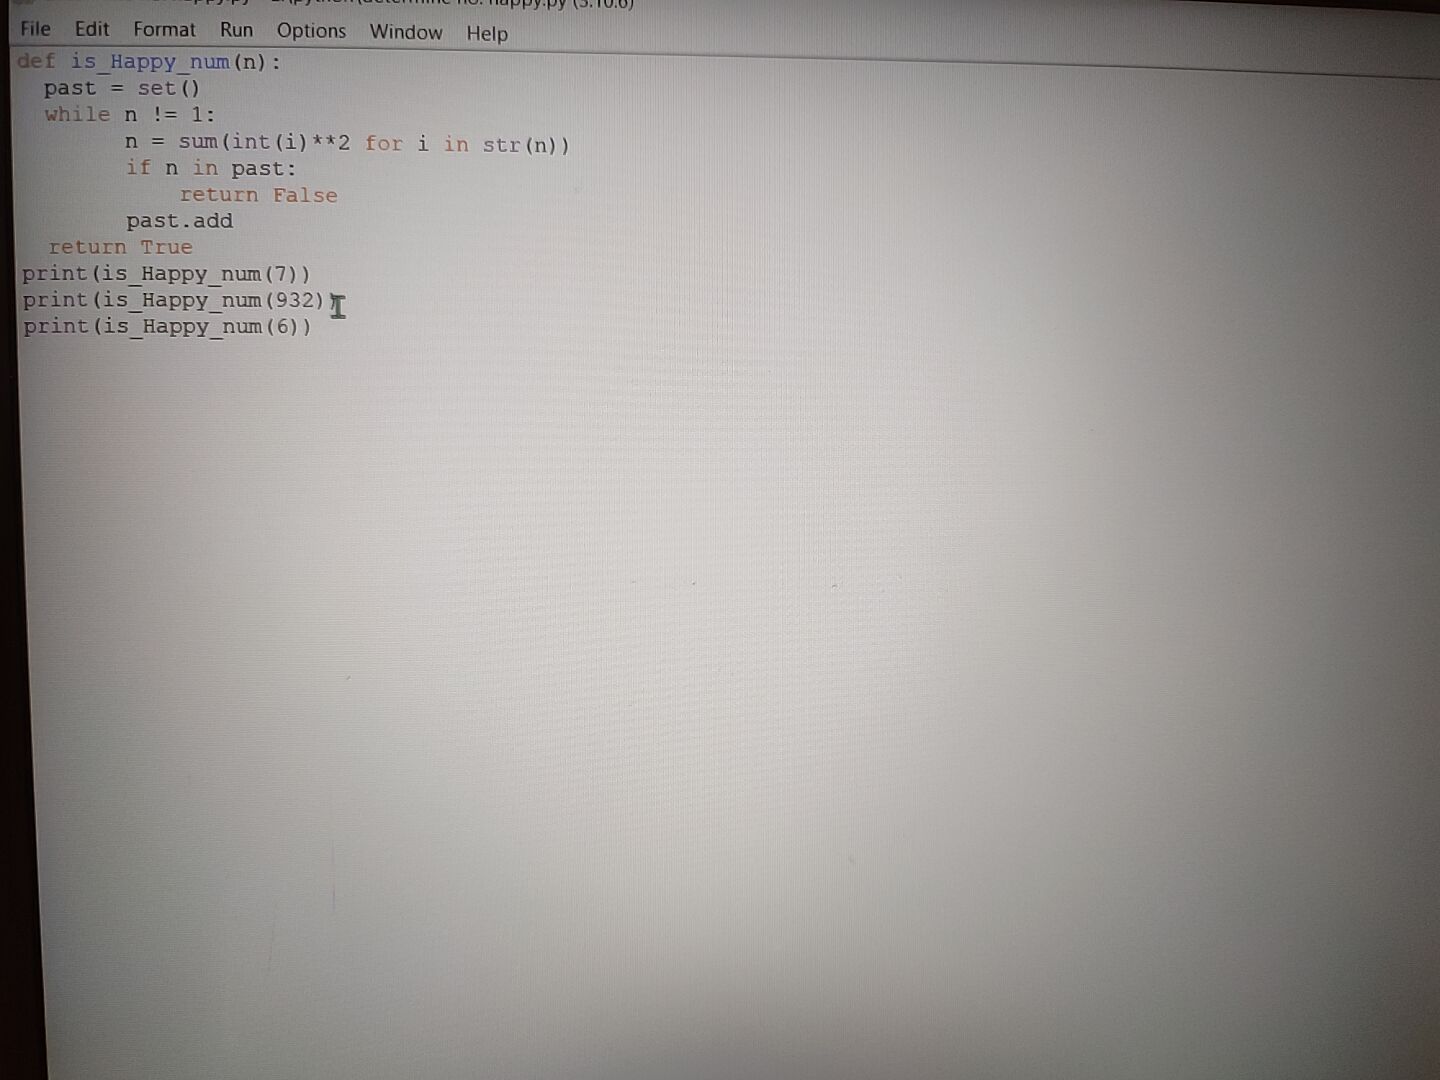 happy.py (3.10.6)
File Edit Format Run Options Window Help
def is_Happy_num(n):
past = set()
while n != 1:
n = sum(int(i)**2 for i in str(n))
if n in past:
return False
past.add
return True
print(is_Happy_num(7))
print(is_Happy_num(932))
print(is_Happy_num(6))